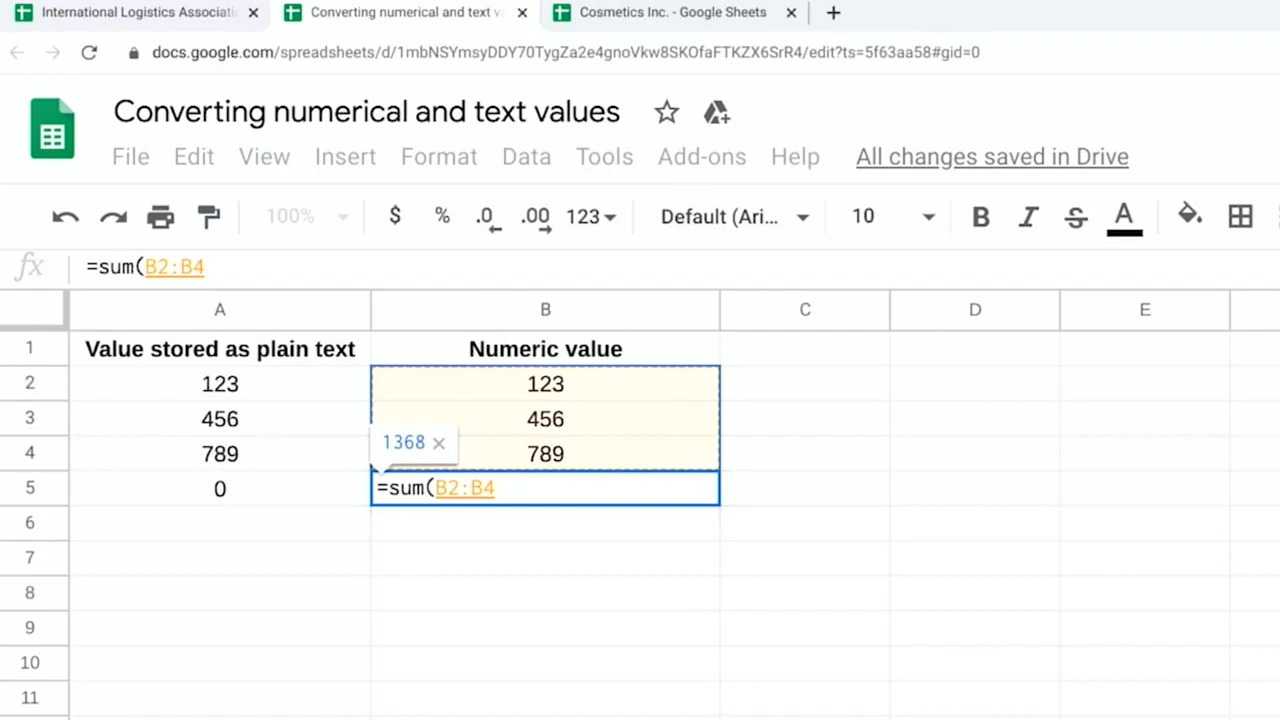 International Logistics Associati
Converting numerical and text v
Cosmetics Inc. - Google Sheets
docs.google.com/spreadsheets/d/1mbNSYmsyDDY70TygZa2e4gnoVkw8SKOfaFTKZX6SrR4/edit?ts=5f63aa58#gid=0
Converting numerical and text values
File Edit View Insert Format Data Tools Add-ons Help All changes saved in Drive
100% $ % .0 .00 123 Default (Ari... 10 B I S A
fx =sum(B2:B4
A B C D E
1 Value stored as plain text Numeric value
2 123 123
3 456 456
1368
4 789 789
5 0 =sum(B2:B4
6
7
8
9
10
11